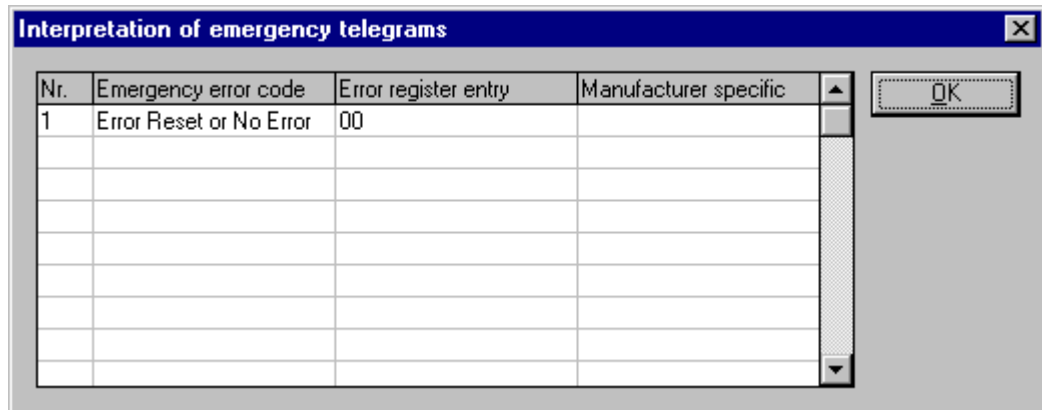 Interpretation of emergency telegrams
Nr. Emergency error code Error register entry Manufacturer specific
OK
1 Error Reset or No Error 00